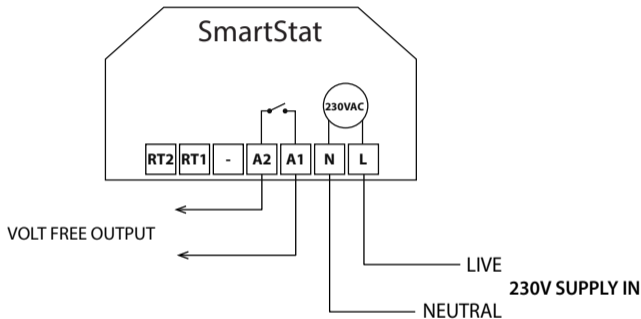 SmartStat
230VAC
RT2 RT1 - A2 A1 N L
VOLT FREE OUTPUT
LIVE
230V SUPPLY IN
NEUTRAL